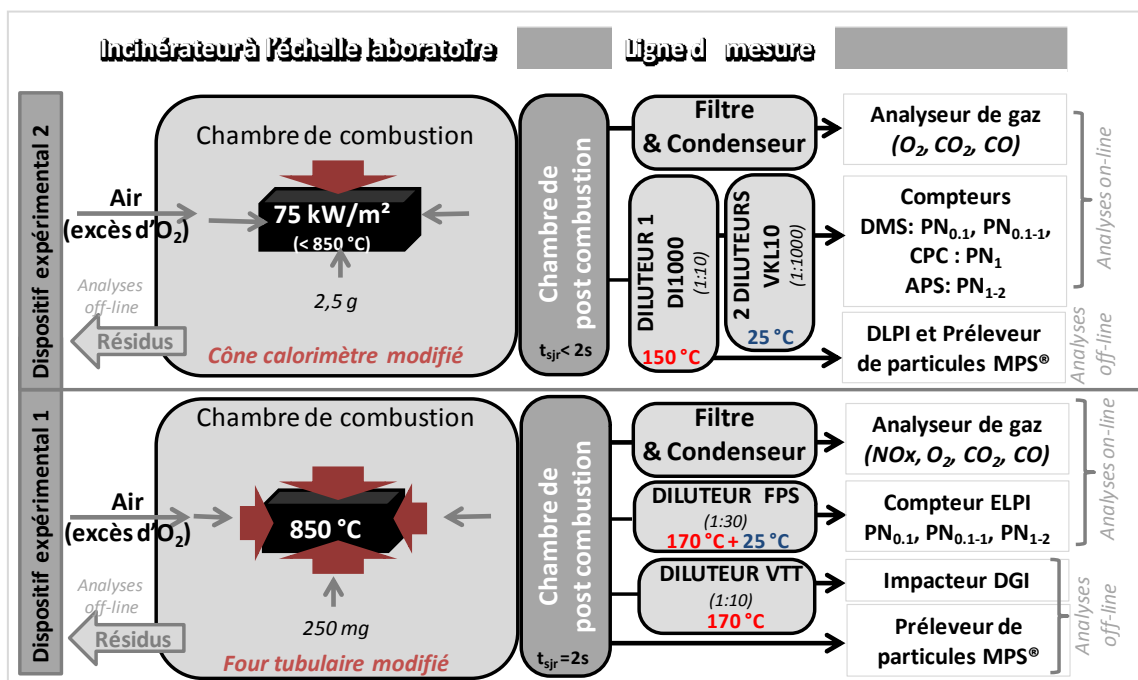 Incinérateur à l'échelle laboratoire
Ligne d mesure
Dispositif expérimental 2
Chambre de combustion
Air
(excès d'O₂)
75 kW/m²
(< 850 °C)
2,5 g
Analyses
off-line
Résidus
Cône calorimètre modifié
Chambre de
post combustion
t_sjr < 2s
Filtre
& Condenseur
DILUTEUR 1
DI1000
(1:10)
150 °C
2 DILUTEURS
VKL10
(1:1000)
25 °C
Analyseur de gaz
(O₂, CO₂, CO)
Compteurs
DMS: PN₀.₁, PN₀.₁₋₁,
CPC : PN₁
APS: PN₁₋₂
Analyses on-line
DLPI et Préleveur
de particules MPS®
Analyses
off-line
Dispositif expérimental 1
Chambre de combustion
Air
(excès d'O₂)
850 °C
250 mg
Analyses
off-line
Résidus
Four tubulaire modifié
Chambre de
post combustion
t_sjr = 2s
Filtre
& Condenseur
DILUTEUR FPS
(1:30)
170 °C + 25 °C
DILUTEUR VTT
(1:10)
170 °C
Analyseur de gaz
(NOx, O₂, CO₂, CO)
Compteur ELPI
PN₀.₁, PN₀.₁₋₁, PN₁₋₂
Analyses on-line
Impacteur DGI
Préleveur de
particules MPS®
Analyses
off-line